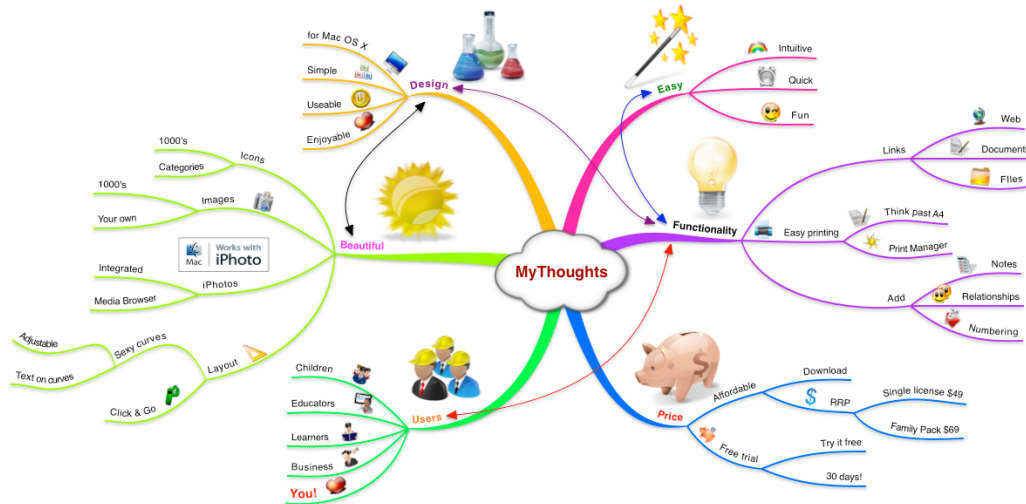 MyThoughts
Design
for Mac OS X
Simple
Useable
Enjoyable
Easy
Intuitive
Quick
Fun
Functionality
Links
Web
Document
FIles
Easy printing
Think past A4
Print Manager
Add
Notes
Relationships
Numbering
Price
Affordable
Download
RRP
Single license $49
Family Pack $69
Free trial
Try it free
30 days!
Users
Children
Educators
Learners
Business
You!
Beautiful
Icons
1000's
Categories
Images
1000's
Your own
Mac
Works with
iPhoto
iPhotos
Integrated
Media Browser
Layout
Sexy curves
Adjustable
Text on curves
Click & Go